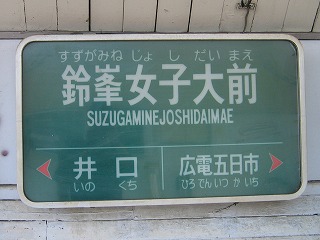 すずがみねじょしだいまえ
鈴峯女子大前
SUZUGAMINEJOSHIDAIMAE
井口 広電五日市
いのくち ひろでんいつかいち